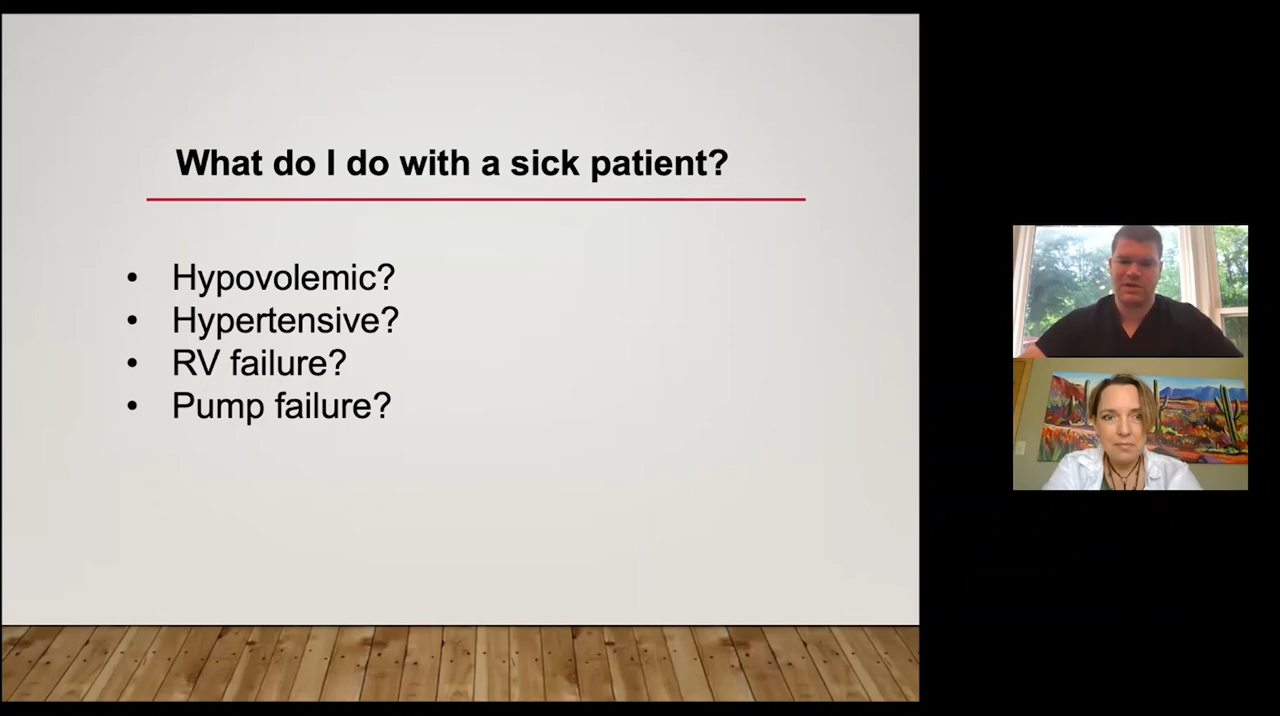 What do I do with a sick patient?
• Hypovolemic?
• Hypertensive?
• RV failure?
• Pump failure?